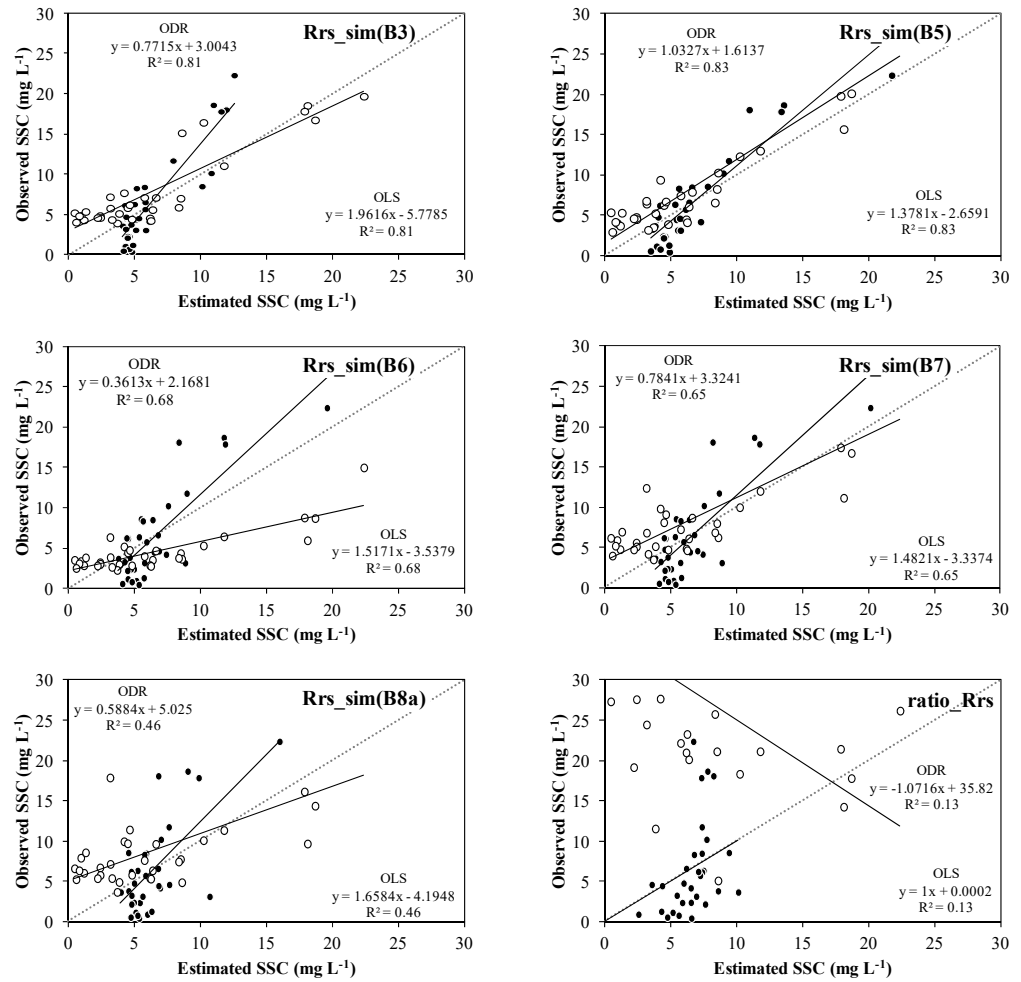 Rrs_sim(B3)
ODR
y = 0.7715x + 3.0043
R² = 0.81
OLS
y = 1.9616x - 5.7785
R² = 0.81
Observed SSC (mg L-1)
30
25
20
15
10
5
0
0 5 10 15 20 25 30
Estimated SSC (mg L-1)
Rrs_sim(B5)
ODR
y = 1.0327x + 1.6137
R² = 0.83
OLS
y = 1.3781x - 2.6591
R² = 0.83
Observed SSC (mg L-1)
30
25
20
15
10
5
0
0 5 10 15 20 25 30
Estimated SSC (mg L-1)
Rrs_sim(B6)
ODR
y = 0.3613x + 2.1681
R² = 0.68
OLS
y = 1.5171x - 3.5379
R² = 0.68
Observed SSC (mg L-1)
30
25
20
15
10
5
0
0 5 10 15 20 25 30
Estimated SSC (mg L-1)
Rrs_sim(B7)
ODR
y = 0.7841x + 3.3241
R² = 0.65
OLS
y = 1.4821x - 3.3374
R² = 0.65
Observed SSC (mg L-1)
30
25
20
15
10
5
0
0 5 10 15 20 25 30
Estimated SSC (mg L-1)
Rrs_sim(B8a)
ODR
y = 0.5884x + 5.025
R² = 0.46
OLS
y = 1.6584x - 4.1948
R² = 0.46
Observed SSC (mg L-1)
30
25
20
15
10
5
0
0 5 10 15 20 25 30
Estimated SSC (mg L-1)
ratio_Rrs
ODR
y = -1.0716x + 35.82
R² = 0.13
OLS
y = 1x + 0.0002
R² = 0.13
Observed SSC (mg L-1)
30
25
20
15
10
5
0
0 5 10 15 20 25 30
Estimated SSC (mg L-1)